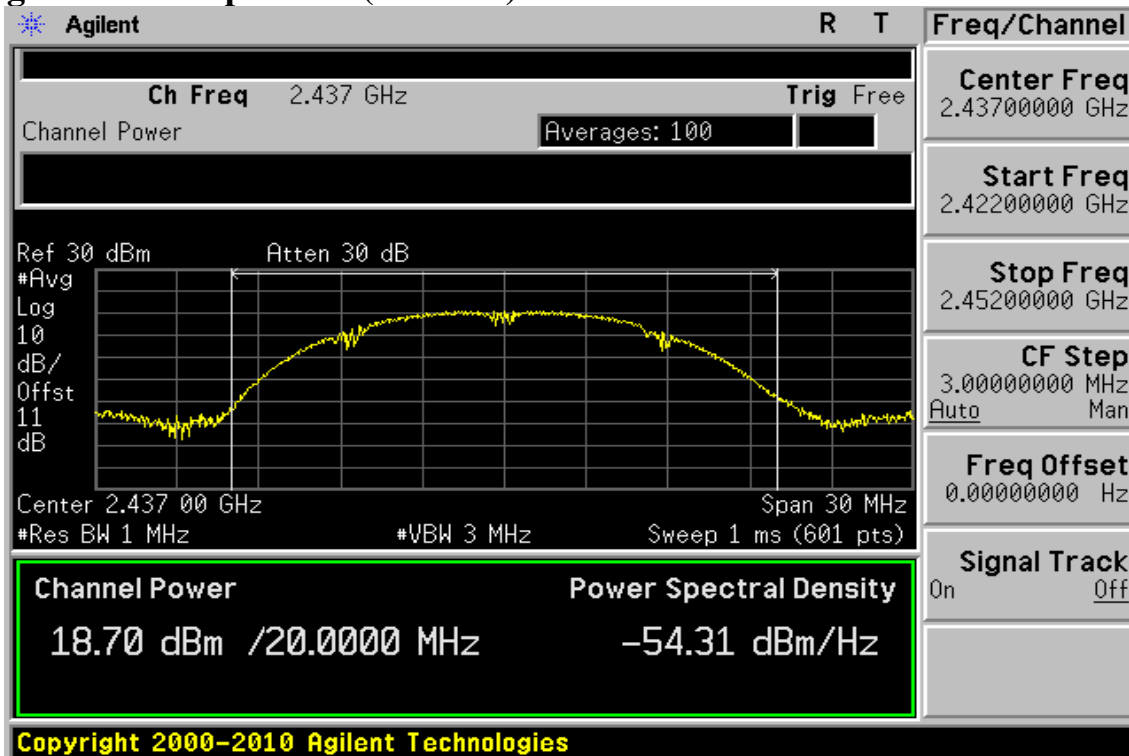 Agilent R T
Ch Freq 2.437 GHz Trig Free
Channel Power Averages: 100
Ref 30 dBm Atten 30 dB
#Avg
Log
10
dB/
Offst
11
dB
Center 2.437 00 GHz Span 30 MHz
#Res BW 1 MHz #VBW 3 MHz Sweep 1 ms (601 pts)
Channel Power Power Spectral Density
18.70 dBm /20.0000 MHz -54.31 dBm/Hz
Copyright 2000-2010 Agilent Technologies
Freq/Channel
Center Freq
2.43700000 GHz
Start Freq
2.42200000 GHz
Stop Freq
2.45200000 GHz
CF Step
3.00000000 MHz
Auto Man
Freq Offset
0.00000000 Hz
Signal Track
On Off